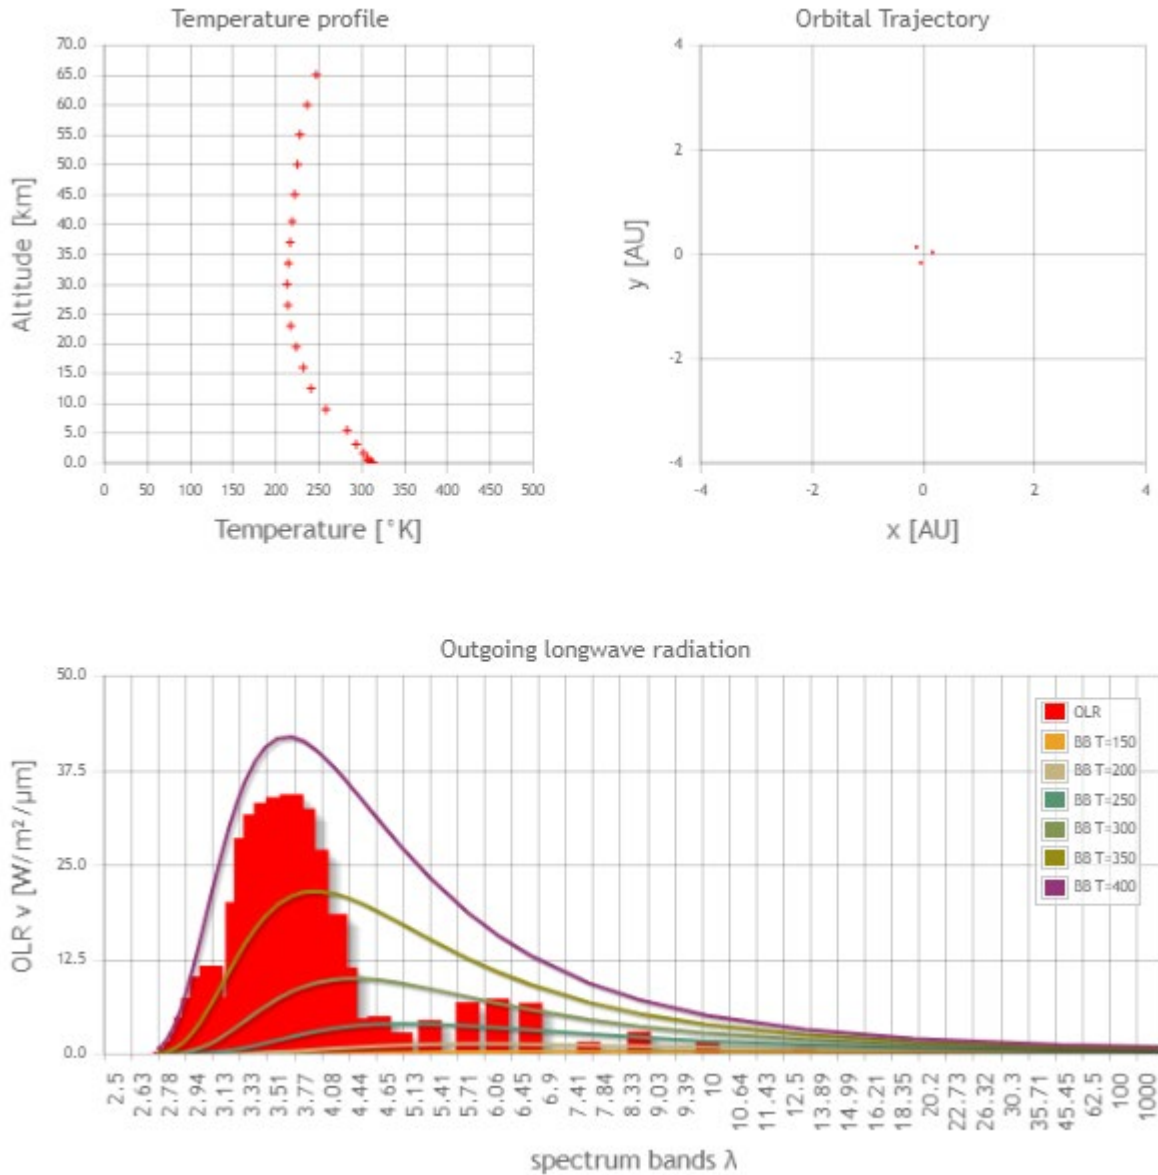 Temperature profile
70.0
65.0
60.0
55.0
50.0
45.0
40.0
35.0
30.0
25.0
20.0
15.0
10.0
5.0
0.0
Altitude [km]
0 50 100 150 200 250 300 350 400 450 500
Temperature [°K]
Orbital Trajectory
4
2
0
-2
-4
y [AU]
-4 -2 0 2 4
x [AU]
Outgoing longwave radiation
50.0
37.5
25.0
12.5
0.0
OLR v [W/m²/µm]
OLR
BB T=150
BB T=200
BB T=250
BB T=300
BB T=350
BB T=400
2.5 2.63 2.78 2.94 3.13 3.33 3.51 3.77 4.08 4.44 4.65 5.13 5.41 5.71 6.06 6.45 6.9 7.41 7.84 8.33 9.03 9.39 10 10.64 11.43 12.5 13.89 14.99 16.21 18.35 20.2 22.73 26.32 30.3 35.71 45.45 62.5 100 1000
spectrum bands λ